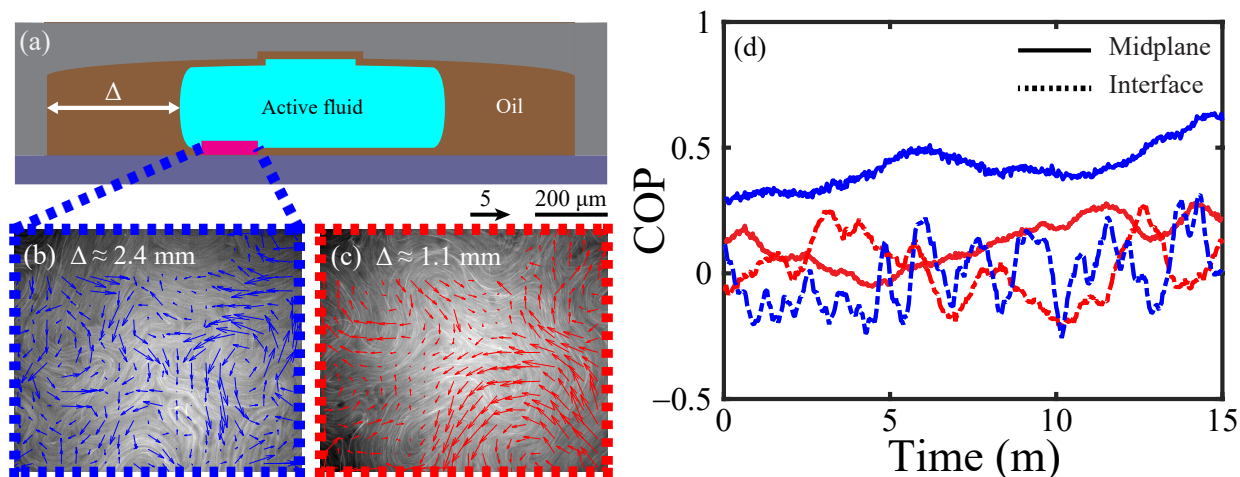 (a)
Δ
Active fluid
Oil
5
200 μm
(b)
Δ ≈ 2.4 mm
(c)
Δ ≈ 1.1 mm
(d)
Midplane
Interface
COP
1
0.5
0
–0.5
0
5
10
15
Time (m)